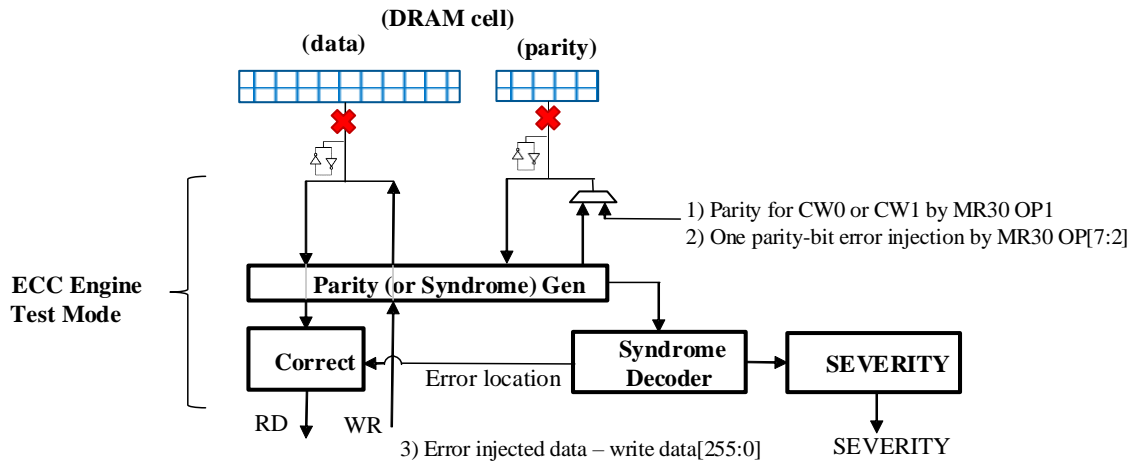 (DRAM cell)
(data)
(parity)
1) Parity for CW0 or CW1 by MR30 OP1
2) One parity-bit error injection by MR30 OP[7:2]
ECC Engine
Test Mode
Parity (or Syndrome) Gen
Correct
Error location
Syndrome
Decoder
SEVERITY
RD
WR
3) Error injected data – write data[255:0]
SEVERITY